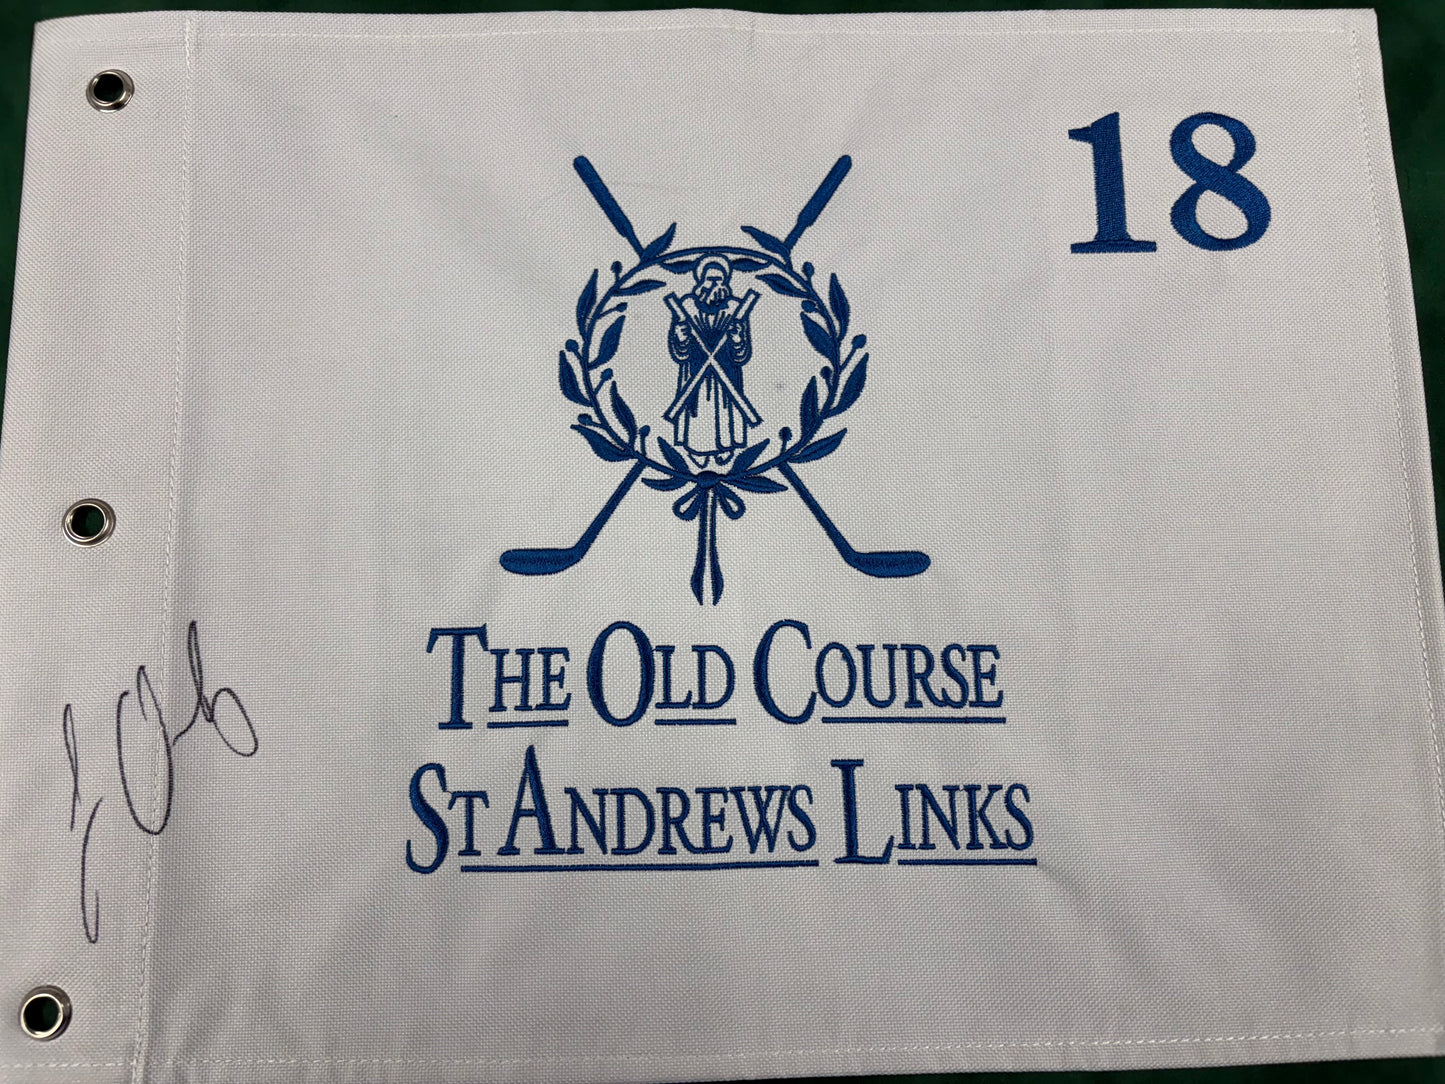 18
THE OLD COURSE
ST ANDREWS LINKS